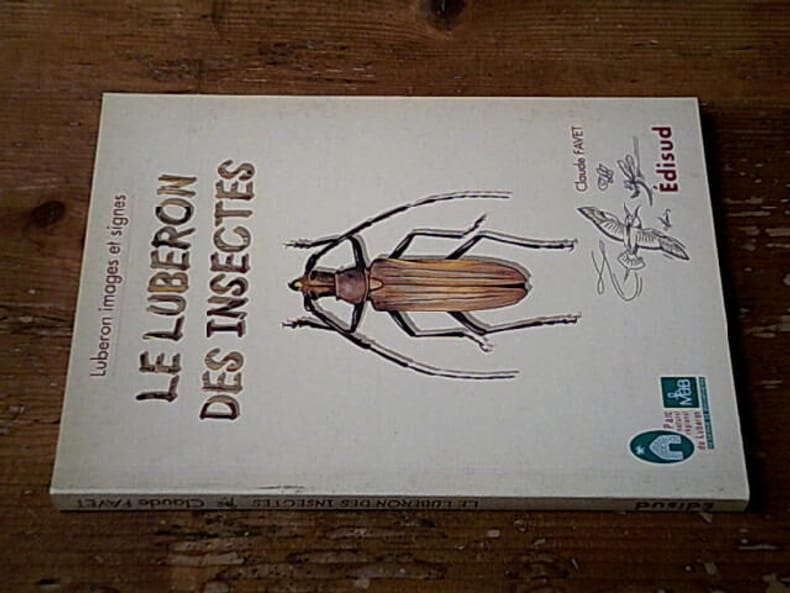 Luberon images et signes
LE LUBERON
DES INSECTES
Claude FAVET
Édisud
Parc
naturel
régional
du Luberon
MAB
LE LUBERON DES INSECTES
Claude FAVET
Édisud